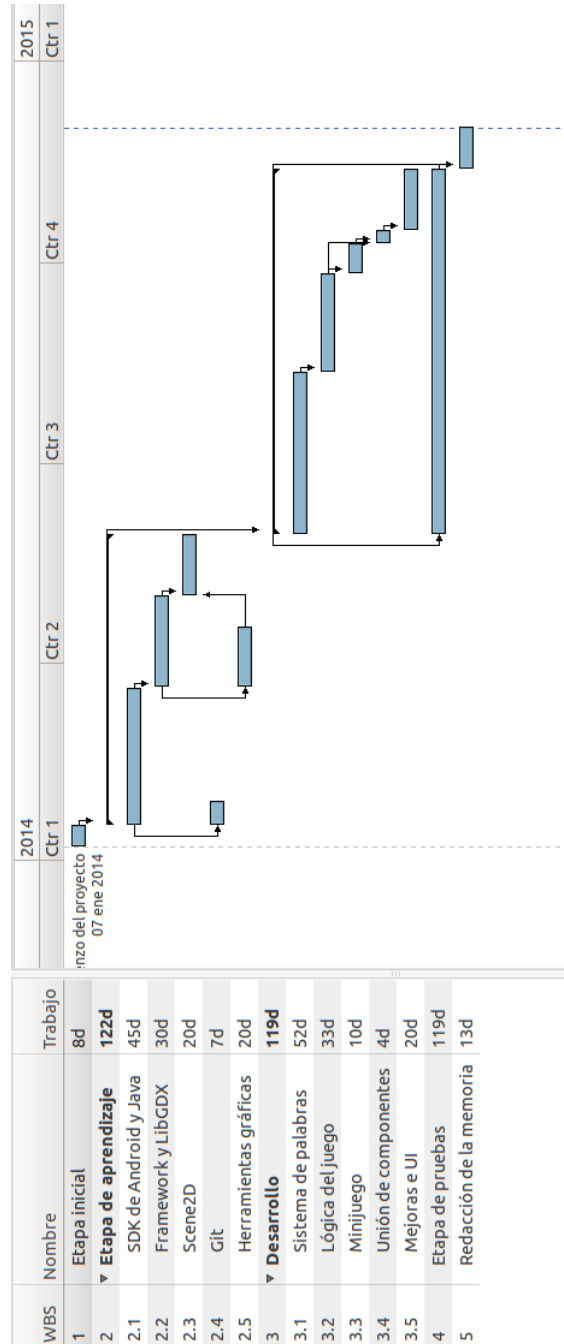 WBS Nombre Trabajo
1 Etapa inicial 8d
2 Etapa de aprendizaje 122d
2.1 SDK de Android y Java 45d
2.2 Framework y LibGDX 30d
2.3 Scene2D 20d
2.4 Git 7d
2.5 Herramientas gráficas 20d
3 Desarrollo 119d
3.1 Sistema de palabras 52d
3.2 Lógica del juego 33d
3.3 Minijuego 10d
3.4 Unión de componentes 4d
3.5 Mejoras e UI 20d
4 Etapa de pruebas 119d
5 Redacción de la memoria 13d
2014 2015
Ctr 1 Ctr 2 Ctr 3 Ctr 4 Ctr 1
nzo del proyecto
07 ene 2014